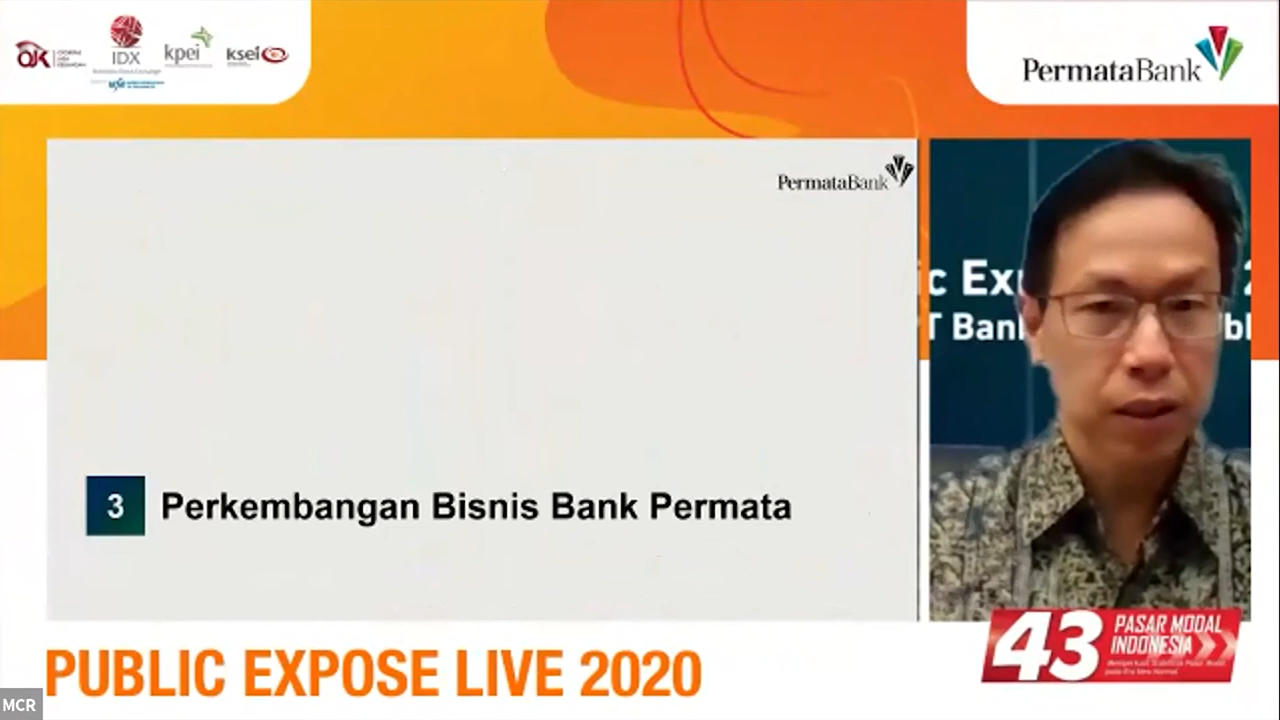 IDX
kpei
ksei
PermataBank
PermataBank
c Ex
T Ban
3 Perkembangan Bisnis Bank Permata
43 PASAR MODAL
INDONESIA
PUBLIC EXPOSE LIVE 2020
MCR